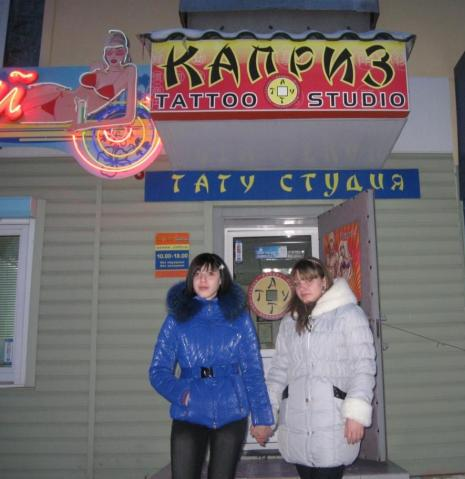 й
КАПРИЗ
TATTOO
ТАТУ
STUDIO
ТАТУ СТУДИЯ
10.00-18.00
ТАТУ